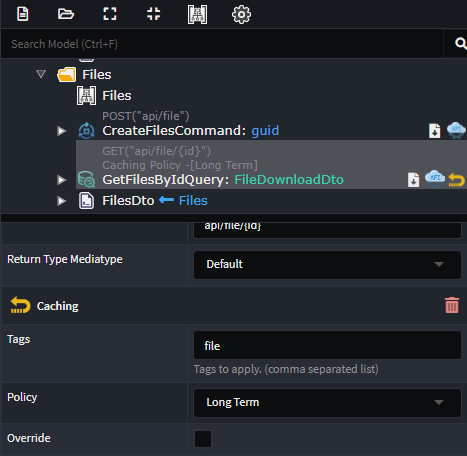 Search Model (Ctrl+F)
Files
Files
POST("api/file")
CreateFilesCommand: guid
API
GET("api/file/{id}")
Caching Policy -[Long Term]
GetFilesByIdQuery: FileDownloadDto
API
FilesDto Files
api/file/{id}
Return Type Mediatype
Default
Caching
Tags
file
Tags to apply. (comma separated list)
Policy
Long Term
Override